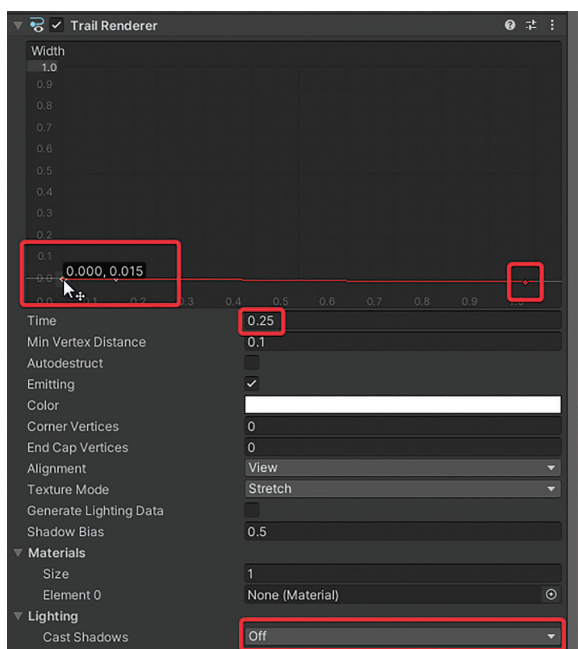 Trail Renderer
Width
1.0
0.9
0.8
0.7
0.6
0.5
0.4
0.3
0.2
0.1
0.000, 0.015
0.0
0.0 0.1 0.2 0.3 0.4 0.5 0.6 0.7 0.8 0.9 1.0
Time 0.25
Min Vertex Distance 0.1
Autodestruct
Emitting
Color
Corner Vertices 0
End Cap Vertices 0
Alignment View
Texture Mode Stretch
Generate Lighting Data
Shadow Bias 0.5
Materials
Size 1
Element 0 None (Material)
Lighting
Cast Shadows Off